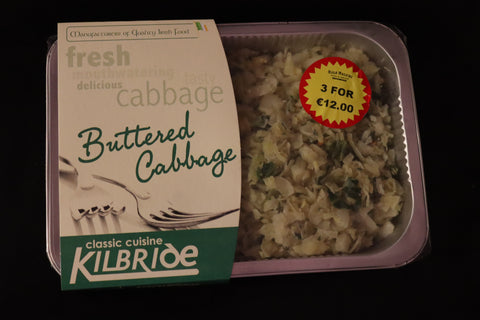 Manufacturers of Quality Irish Food
fresh
mouthwatering
tasty
delicious
cabbage
Buttered
Cabbage
classic cuisine
KILBRIDE
3 FOR
€12.00